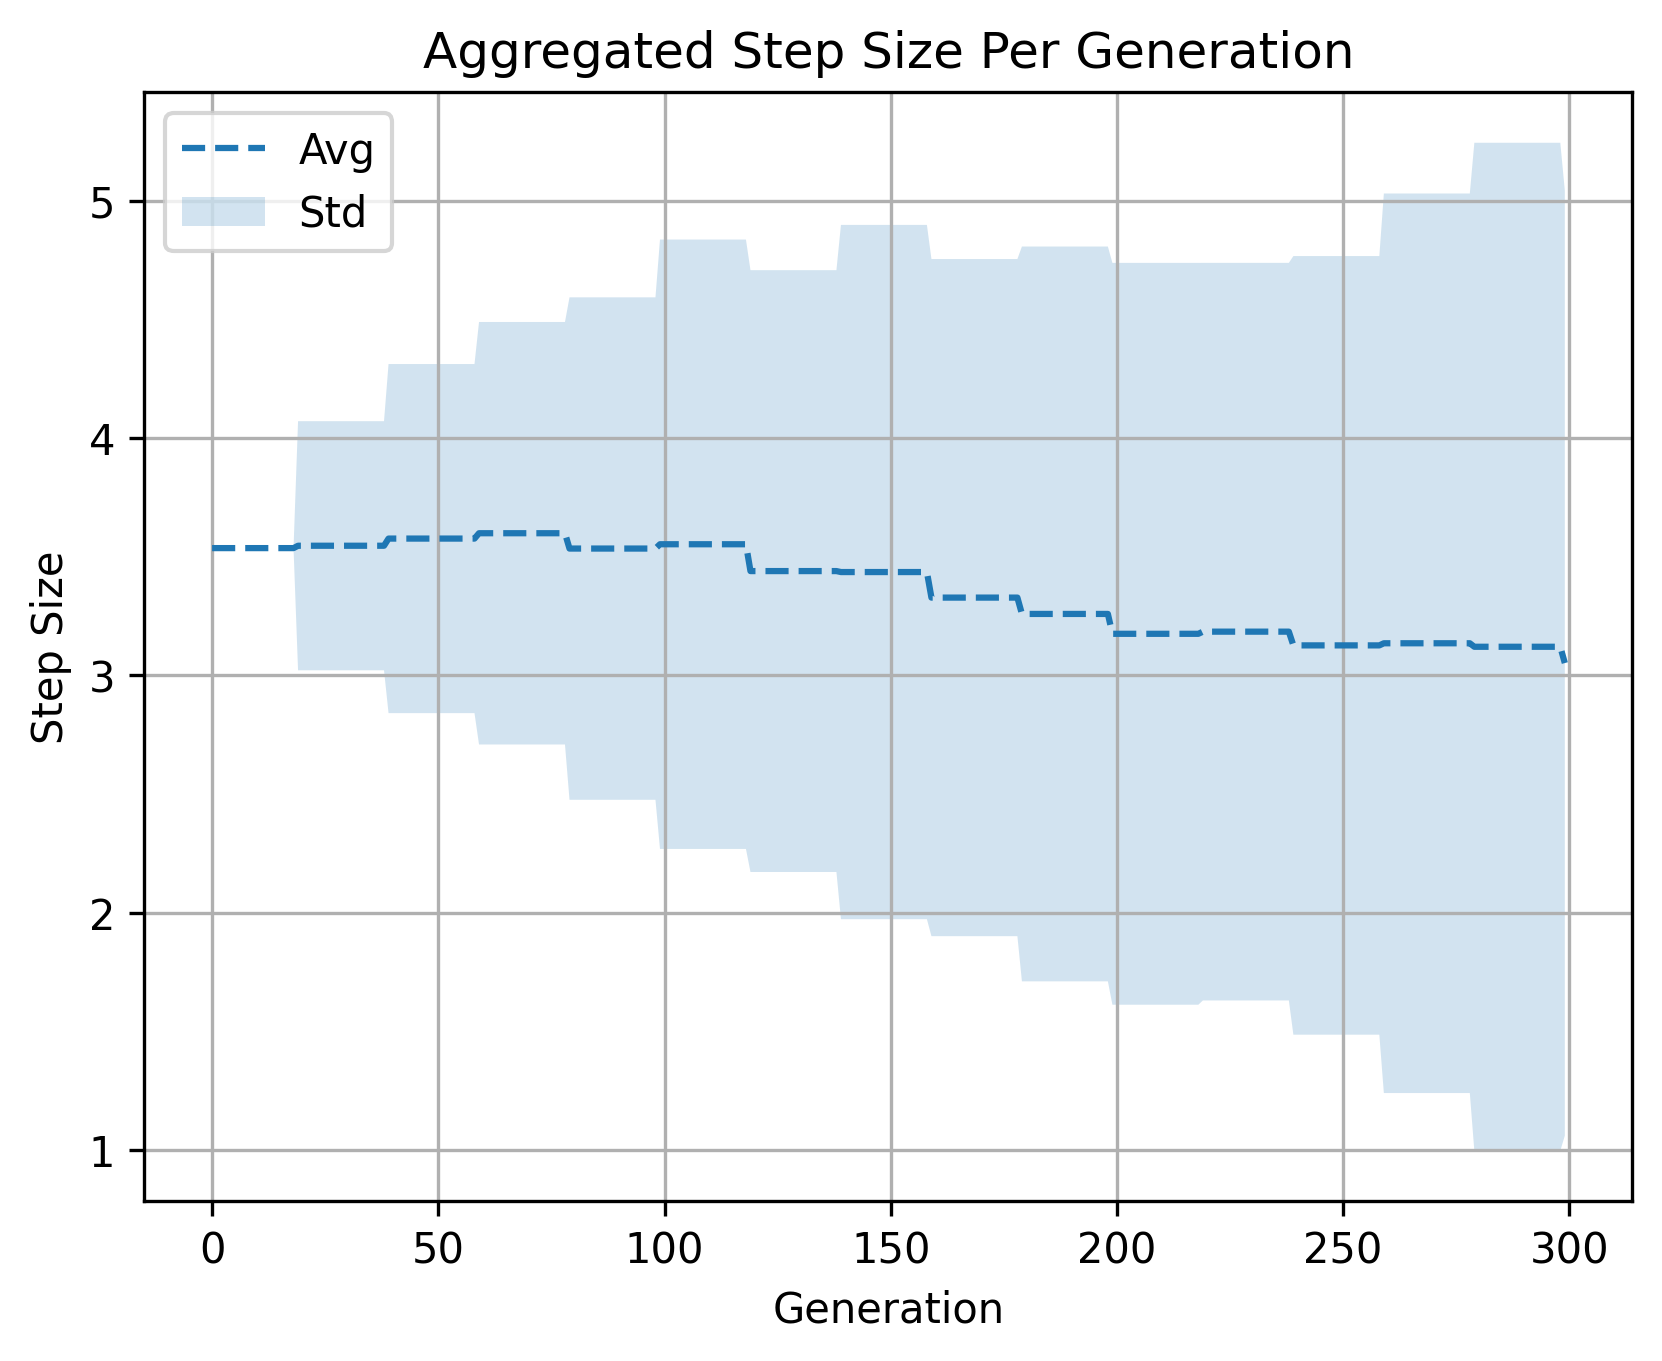 Aggregated Step Size Per Generation
Avg
Std
Step Size
5
4
3
2
1
0 50 100 150 200 250 300
Generation